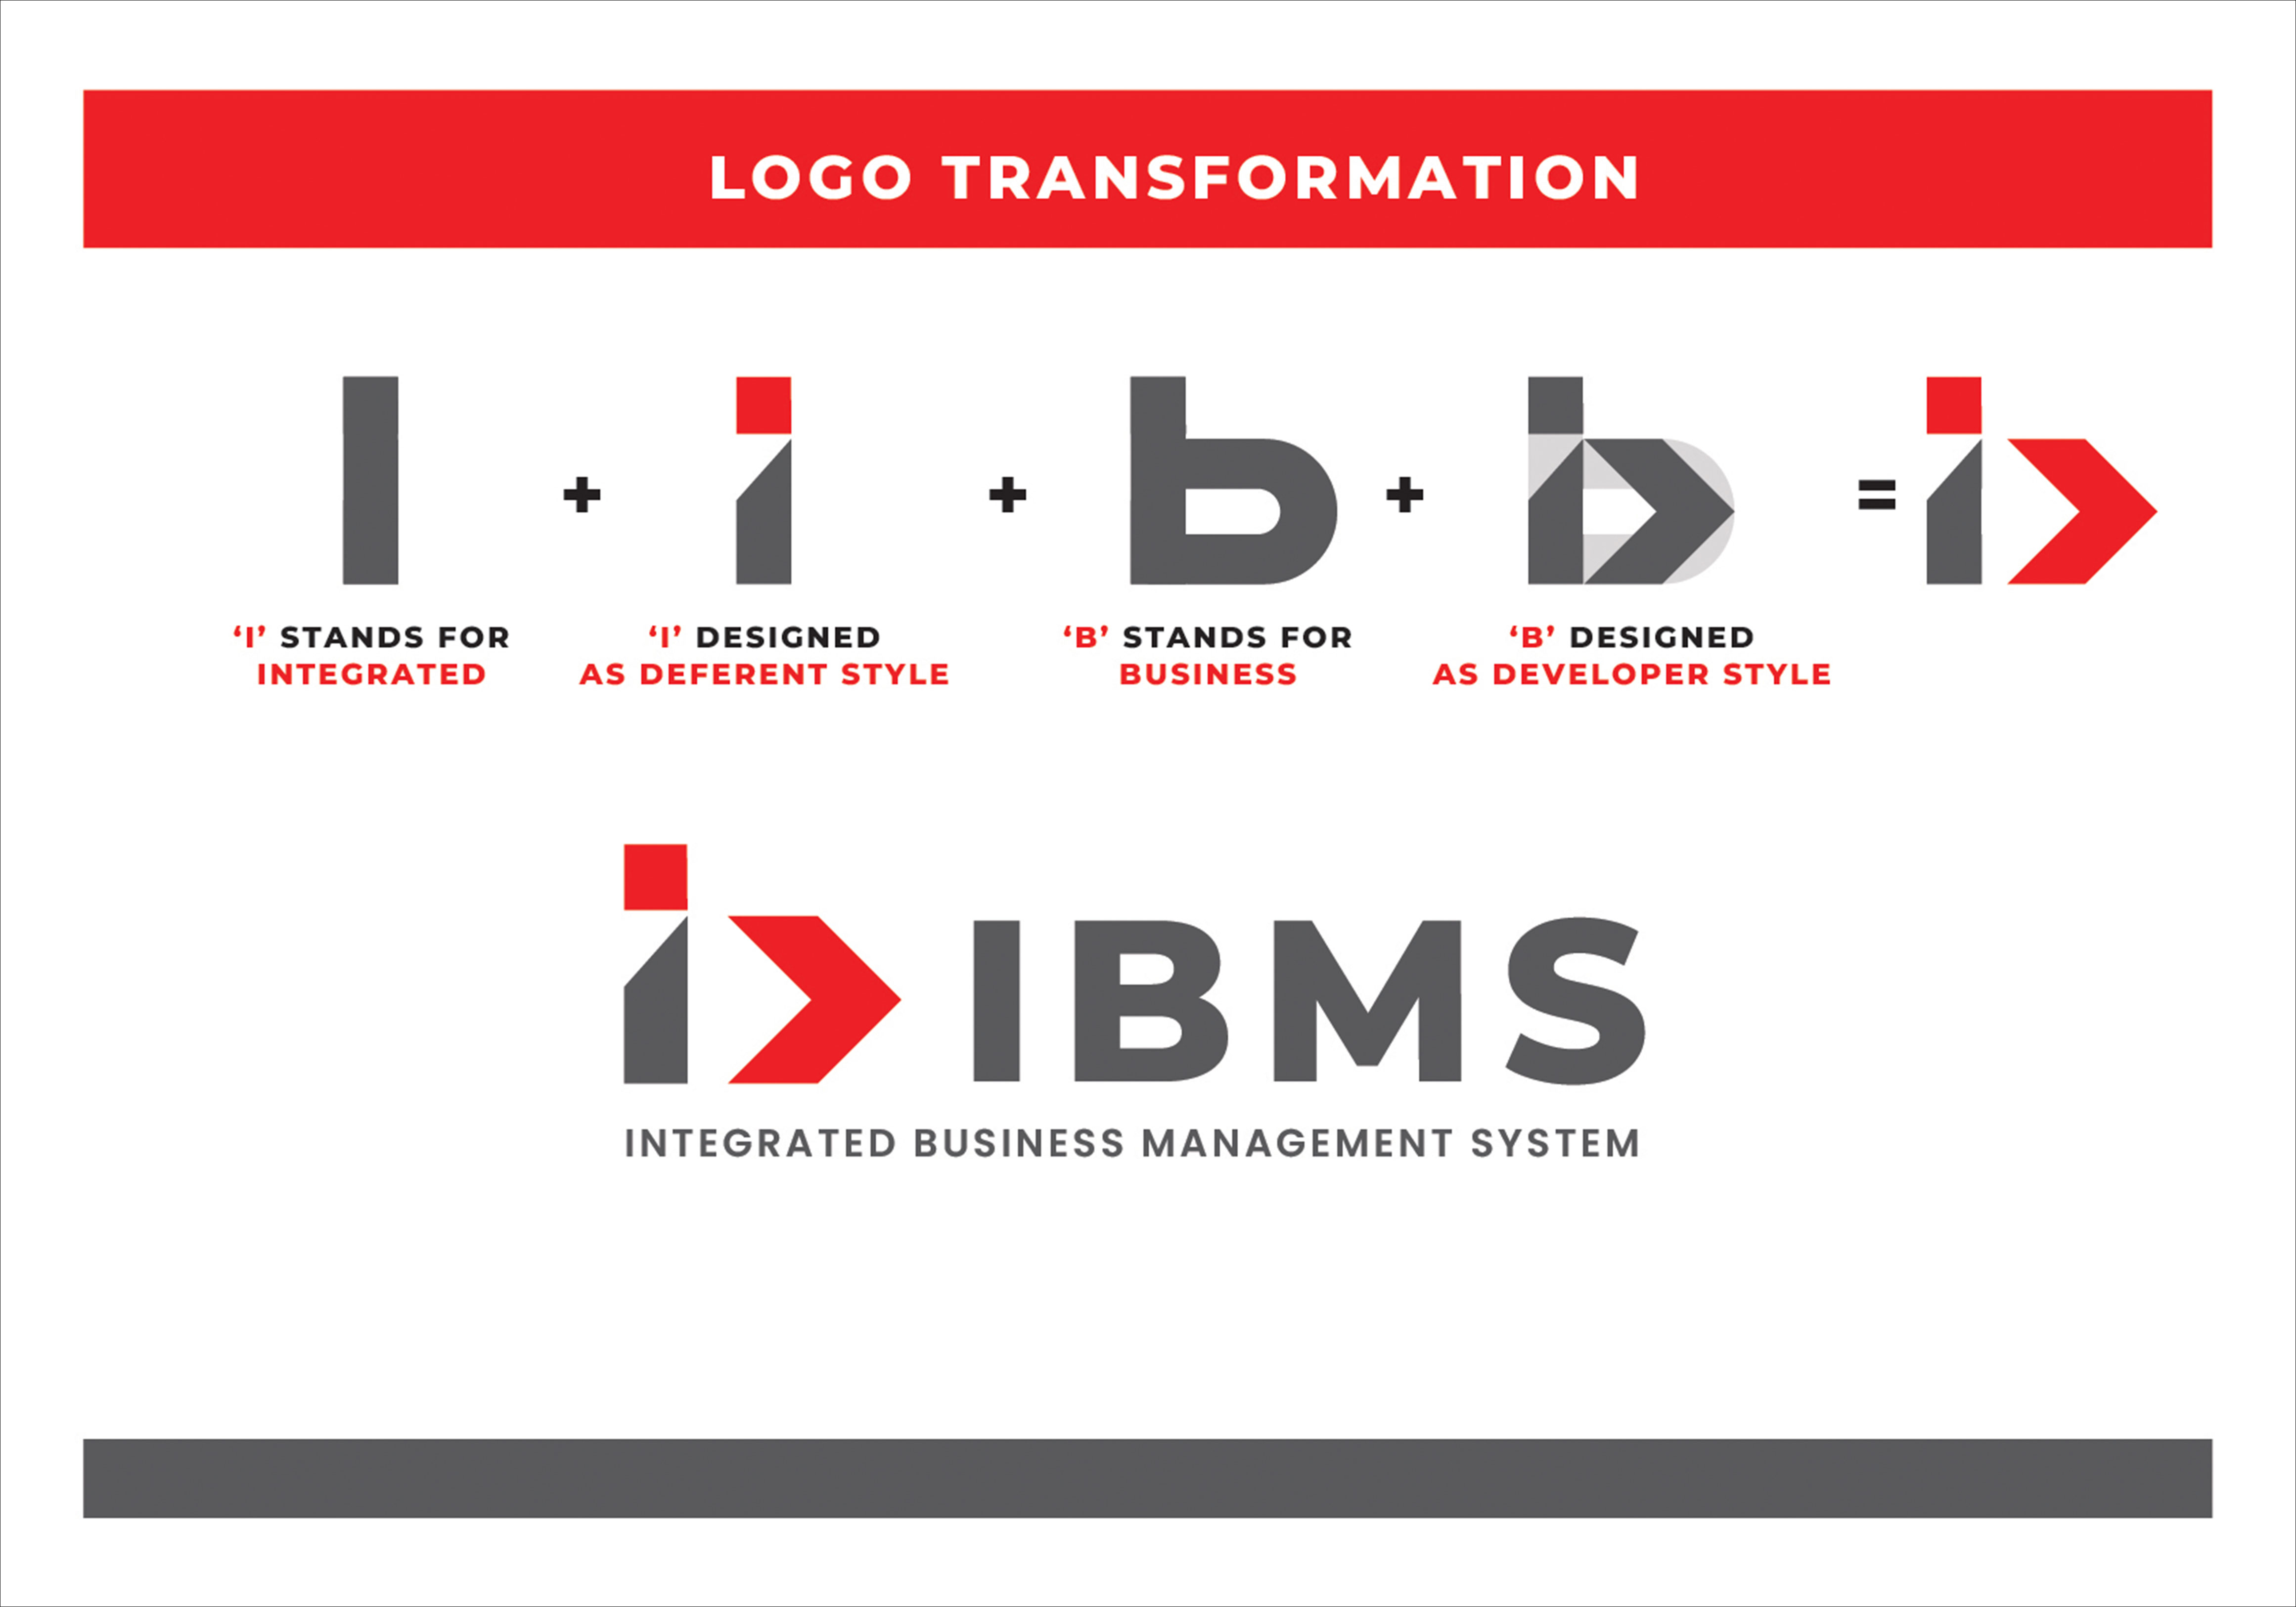 LOGO TRANSFORMATION
I + i + b + b = i>
‘I’ STANDS FOR
INTEGRATED
‘I’ DESIGNED
AS DEFERENT STYLE
‘B’ STANDS FOR
BUSINESS
‘B’ DESIGNED
AS DEVELOPER STYLE
i> IBMS
INTEGRATED BUSINESS MANAGEMENT SYSTEM